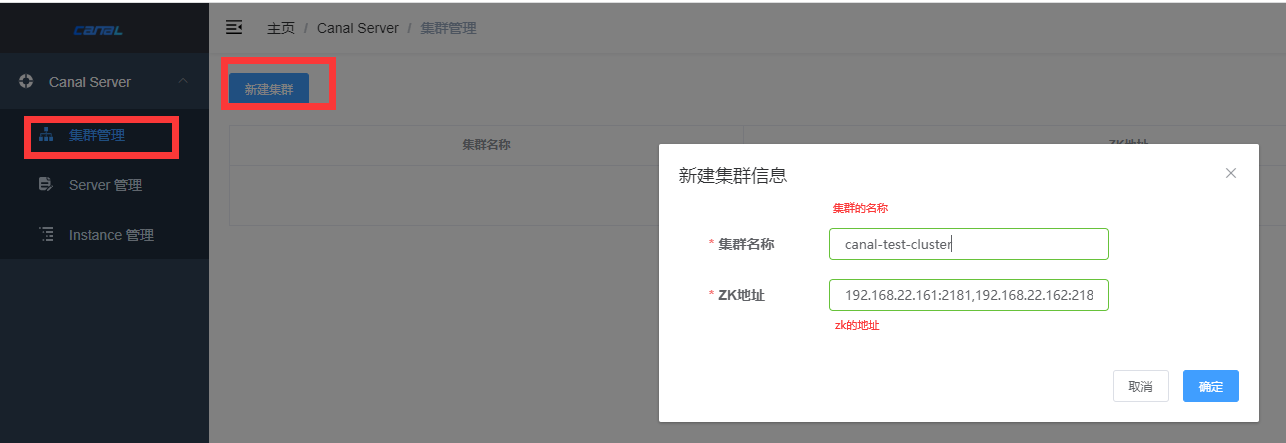 canal
主页 / Canal Server / 集群管理
Canal Server
新建集群
集群管理
集群名称
ZK地址
Server 管理
Instance 管理
新建集群信息
集群的名称
* 集群名称
canal-test-cluster
* ZK地址
192.168.22.161:2181,192.168.22.162:218
zk的地址
取消
确定